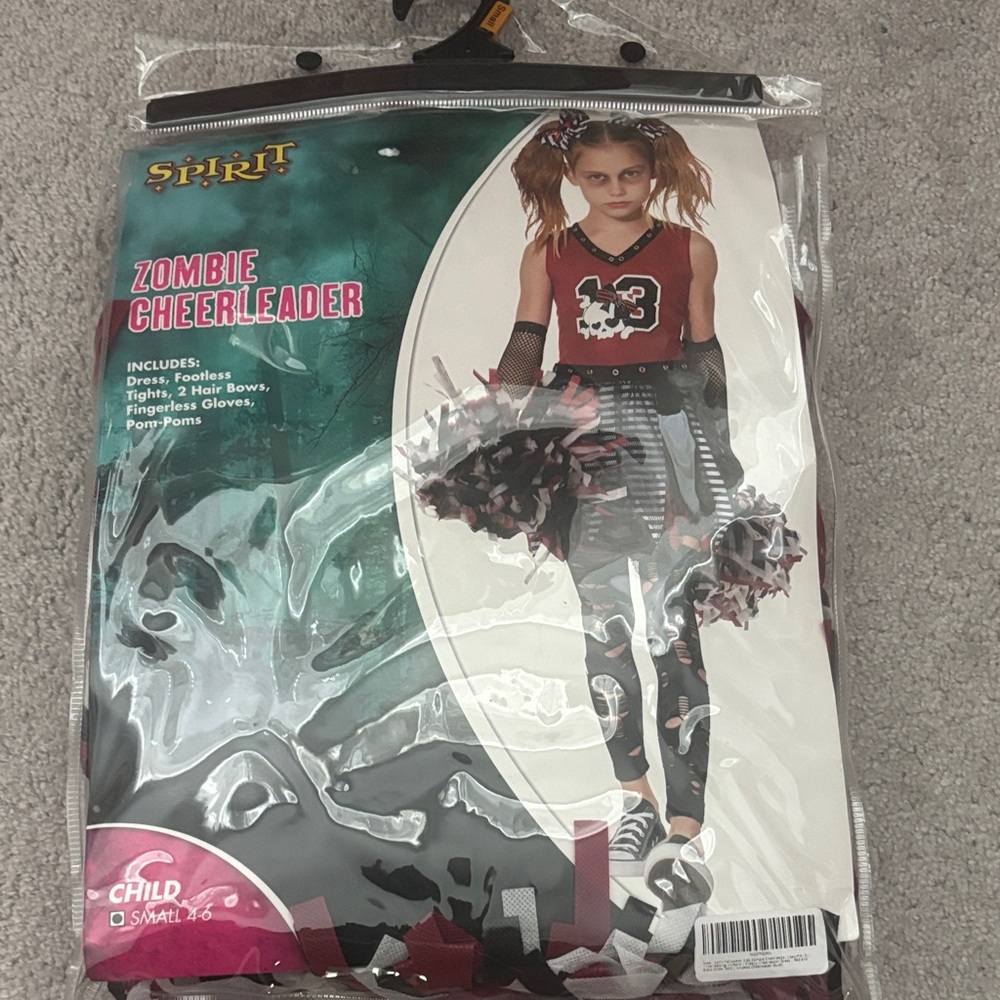 Small
SPIRIT
ZOMBIE
CHEERLEADER
INCLUDES:
Dress, Footless
Tights, 2 Hair Bows,
Fingerless Gloves,
Pom-Poms
13
CHILD
SMALL 4-6